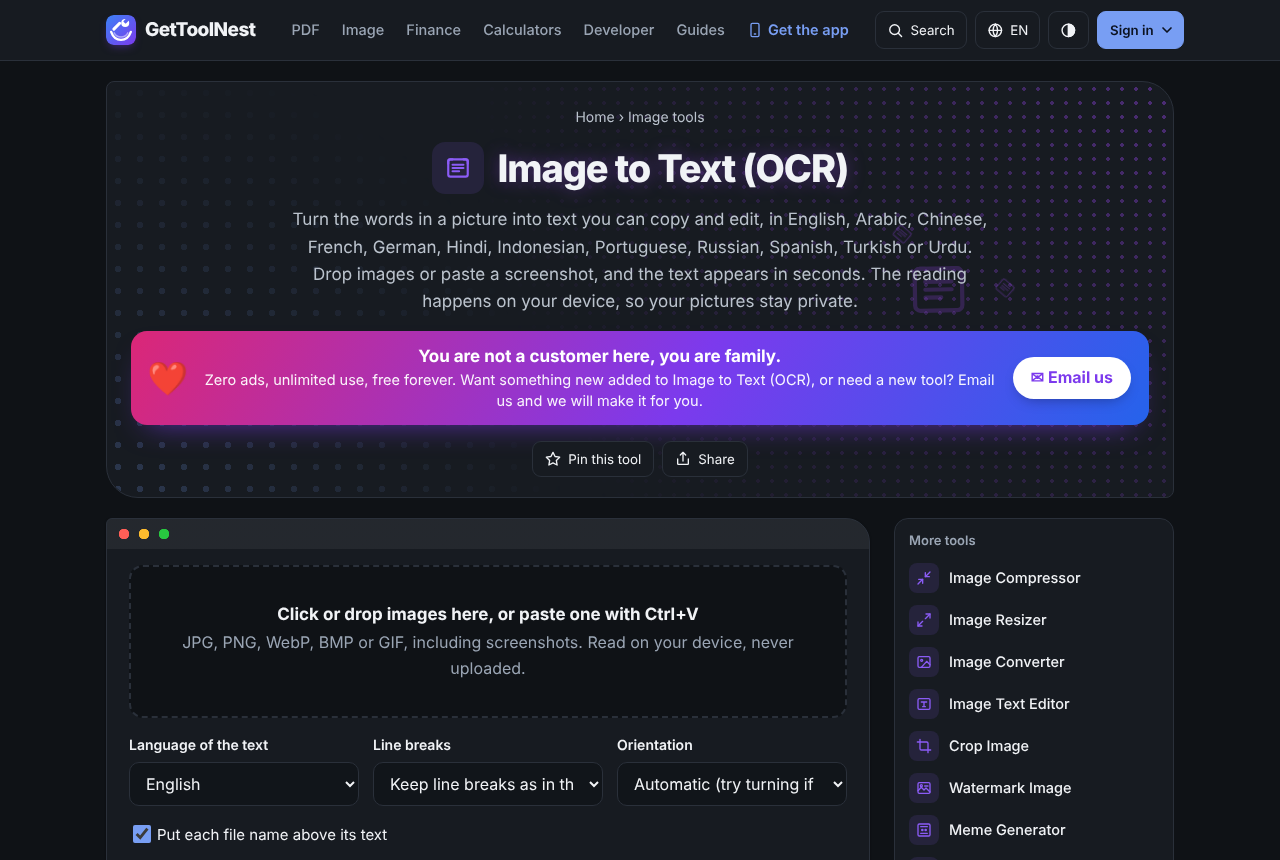 GetToolNest
PDF
Image
Finance
Calculators
Developer
Guides
Get the app
Search
EN
Sign in
Home › Image tools
Image to Text (OCR)
Turn the words in a picture into text you can copy and edit, in English, Arabic, Chinese,
French, German, Hindi, Indonesian, Portuguese, Russian, Spanish, Turkish or Urdu.
Drop images or paste a screenshot, and the text appears in seconds. The reading
happens on your device, so your pictures stay private.
You are not a customer here, you are family.
Zero ads, unlimited use, free forever. Want something new added to Image to Text (OCR), or need a new tool? Email
us and we will make it for you.
✉ Email us
Pin this tool
Share
Click or drop images here, or paste one with Ctrl+V
JPG, PNG, WebP, BMP or GIF, including screenshots. Read on your device, never
uploaded.
Language of the text
English
Line breaks
Keep line breaks as in th
Orientation
Automatic (try turning if
Put each file name above its text
More tools
Image Compressor
Image Resizer
Image Converter
Image Text Editor
Crop Image
Watermark Image
Meme Generator